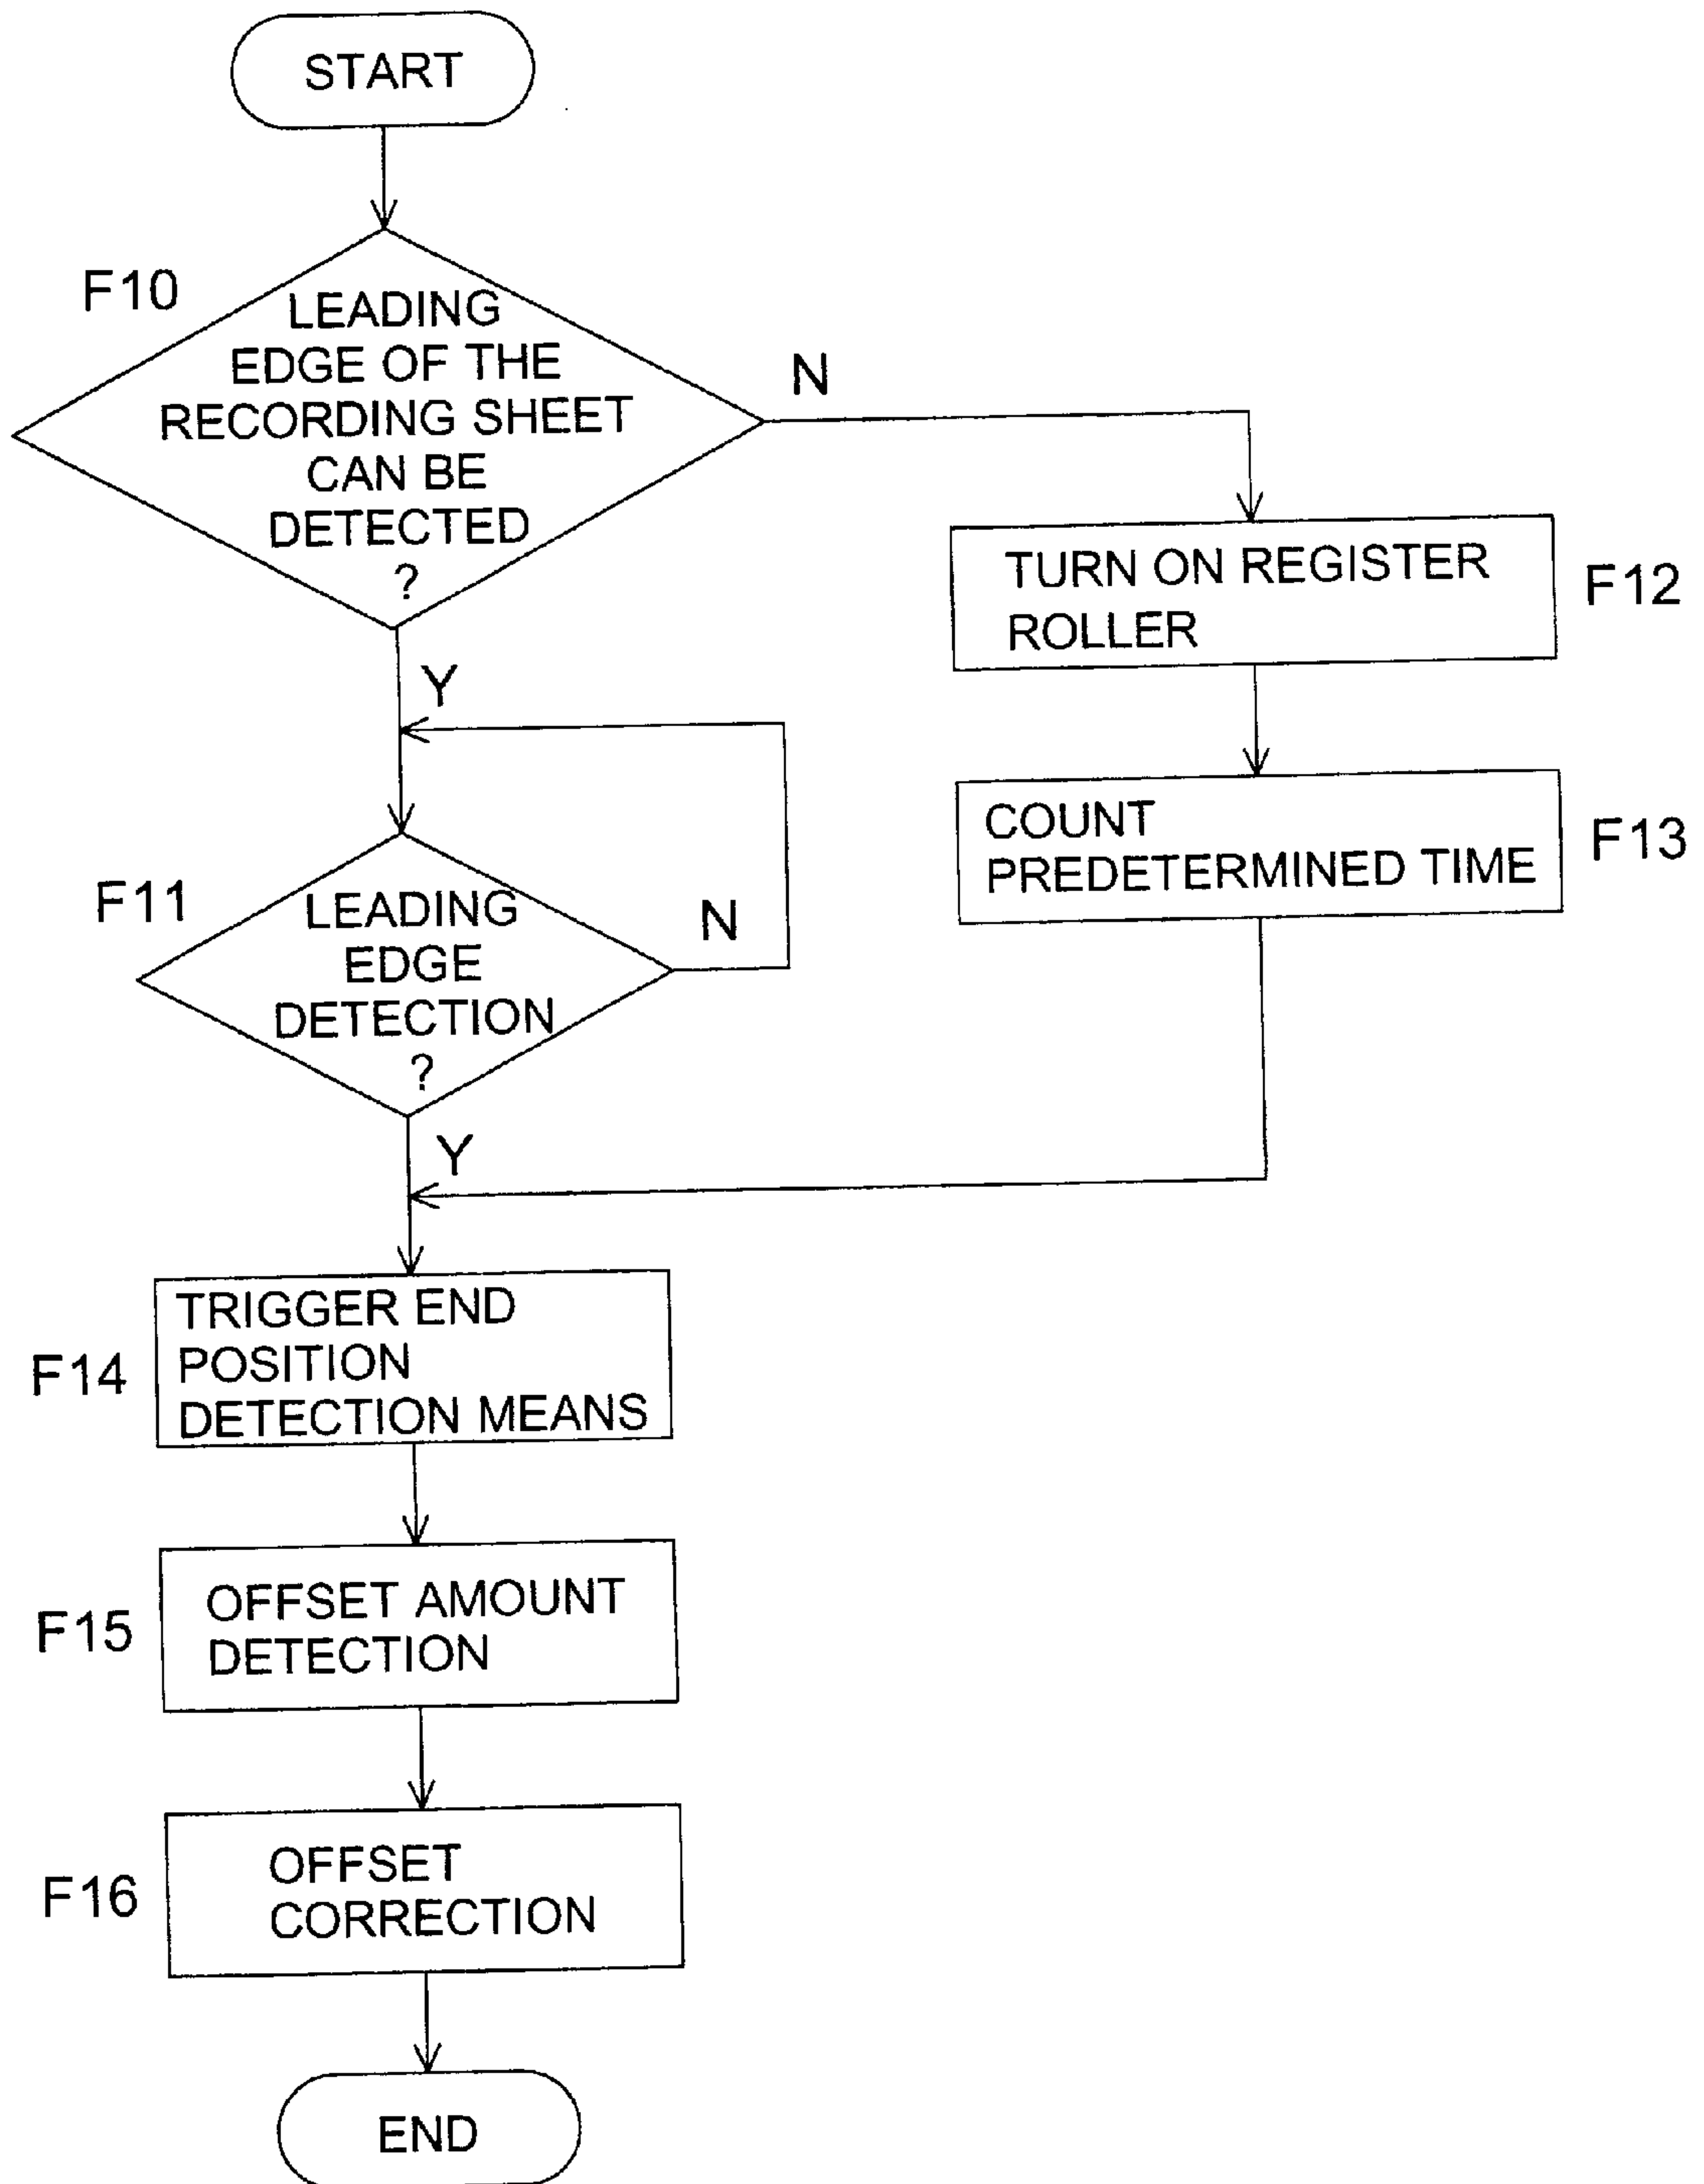 START
F10
LEADING
EDGE OF THE
RECORDING SHEET
CAN BE
DETECTED
?
N
Y
TURN ON REGISTER
ROLLER
F12
COUNT
PREDETERMINED TIME
F13
F11
LEADING
EDGE
DETECTION
?
N
Y
F14
TRIGGER END
POSITION
DETECTION MEANS
F15
OFFSET AMOUNT
DETECTION
F16
OFFSET
CORRECTION
END